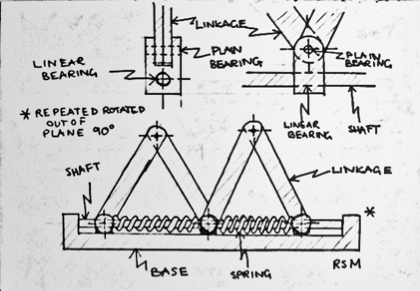 LINKAGE
LINEAR
BEARING
PLAIN
BEARING
PLAIN
BEARING
LINEAR
BEARING
SHAFT
* REPEATED ROTATED
OUT OF
PLANE 90°
SHAFT
LINKAGE
*
BASE
SPRING
RSM